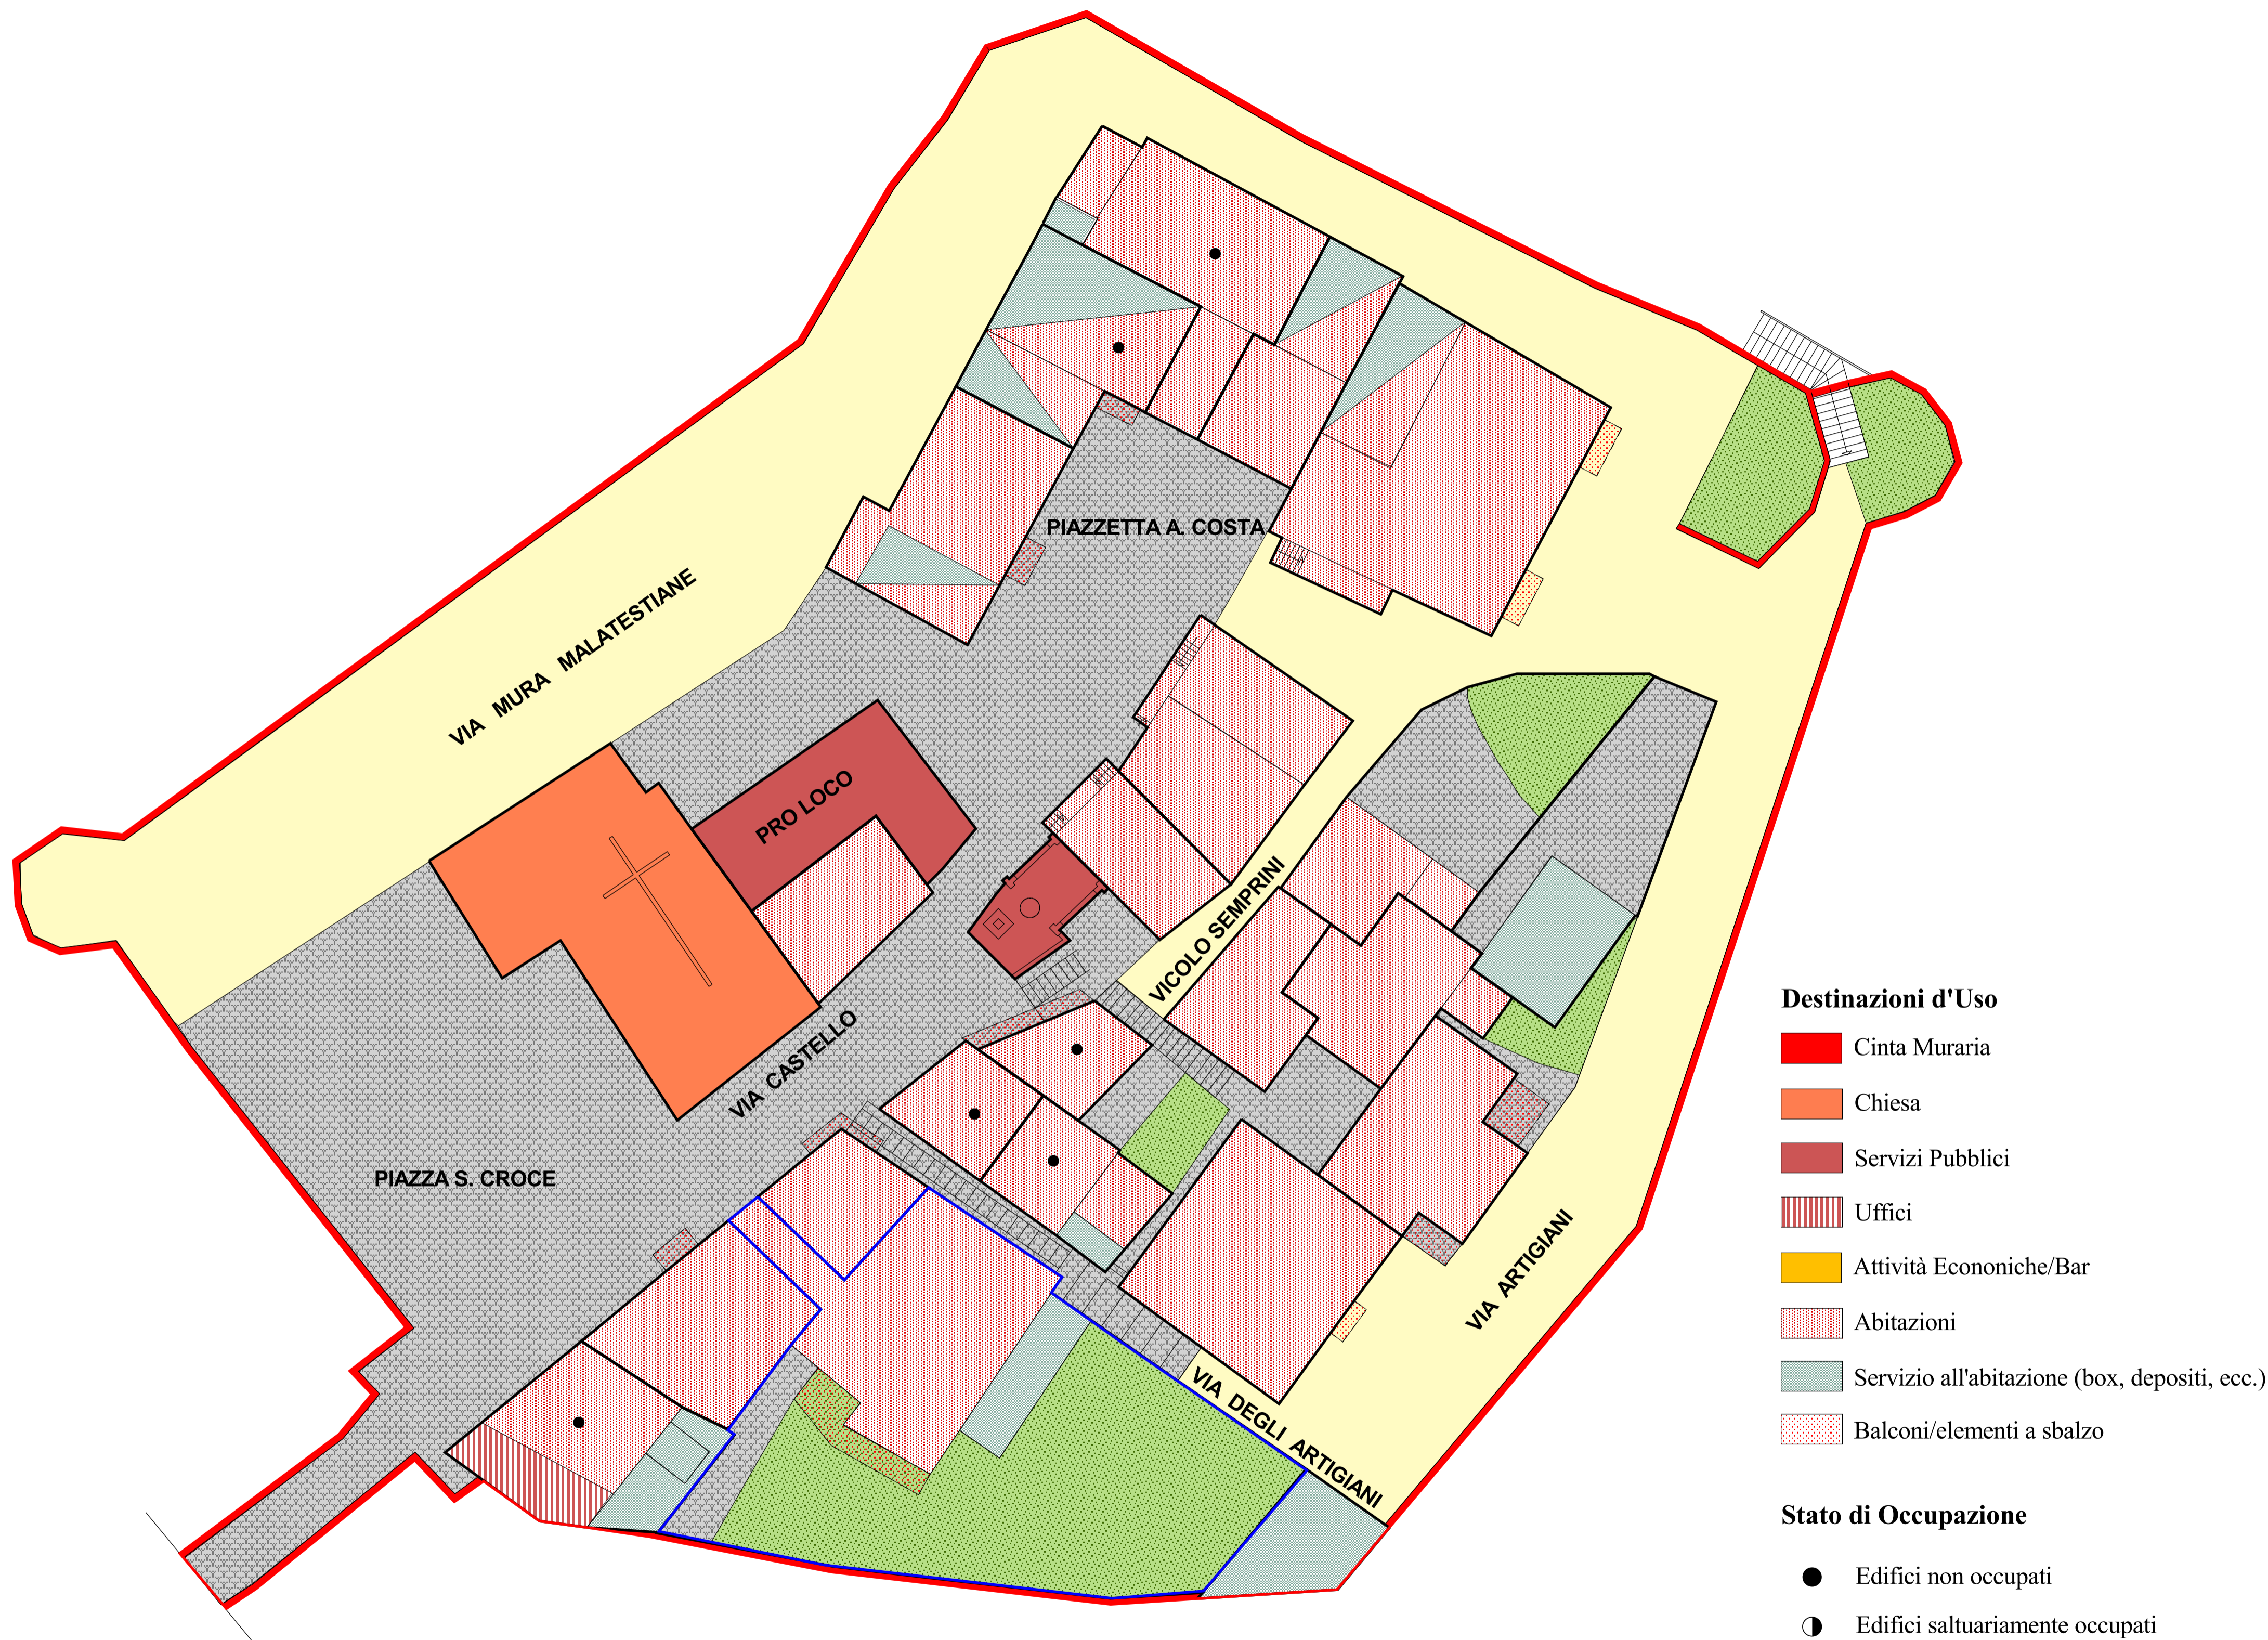 PIAZZETTA A. COSTA
VIA MURA MALATESTIANE
PRO LOCO
VICOLO SEMPRINI
VIA CASTELLO
PIAZZA S. CROCE
VIA ARTIGIANI
VIA DEGLI ARTIGIANI
Destinazioni d'Uso
Cinta Muraria
Chiesa
Servizi Pubblici
Uffici
Attività Econoniche/Bar
Abitazioni
Servizio all'abitazione (box, depositi, ecc.)
Balconi/elementi a sbalzo
Stato di Occupazione
Edifici non occupati
Edifici saltuariamente occupati